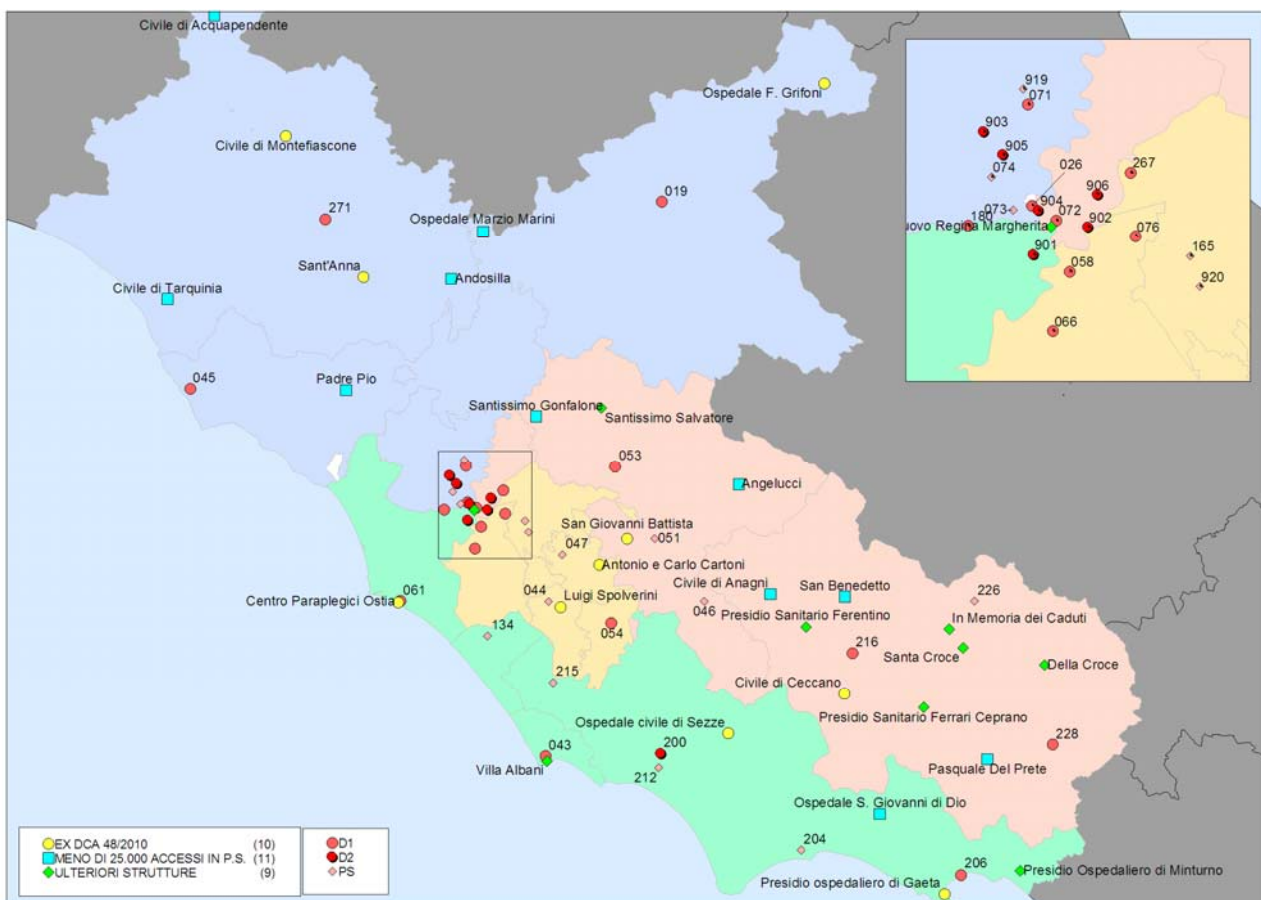 Civile di Acquapendente
Ospedale F. Grifoni
Civile di Montefiascone
919
071
903
905
074
026
267
906
904
073
072
180
902
uovo Regina Margherita
076
901
058
165
920
066
271
019
Ospedale Marzio Marini
Sant'Anna
Andosilla
Civile di Tarquinia
045
Padre Pio
Santissimo Gonfalone
Santissimo Salvatore
053
Angelucci
San Giovanni Battista
051
047
Antonio e Carlo Cartoni
Civile di Anagni
San Benedetto
061
Centro Paraplegici Ostia
044
Luigi Spolverini
046
226
Presidio Sanitario Ferentino
In Memoria dei Caduti
134
054
216
Santa Croce
Della Croce
215
Civile di Ceccano
Presidio Sanitario Ferrari Ceprano
Ospedale civile di Sezze
043
200
228
Villa Albani
212
Pasquale Del Prete
Ospedale S. Giovanni di Dio
204
206
Presidio Ospedaliero di Minturno
Presidio ospedaliero di Gaeta
EX DCA 48/2010 (10)
MENO DI 25.000 ACCESSI IN P.S. (11)
ULTERIORI STRUTTURE (9)
D1
D2
PS